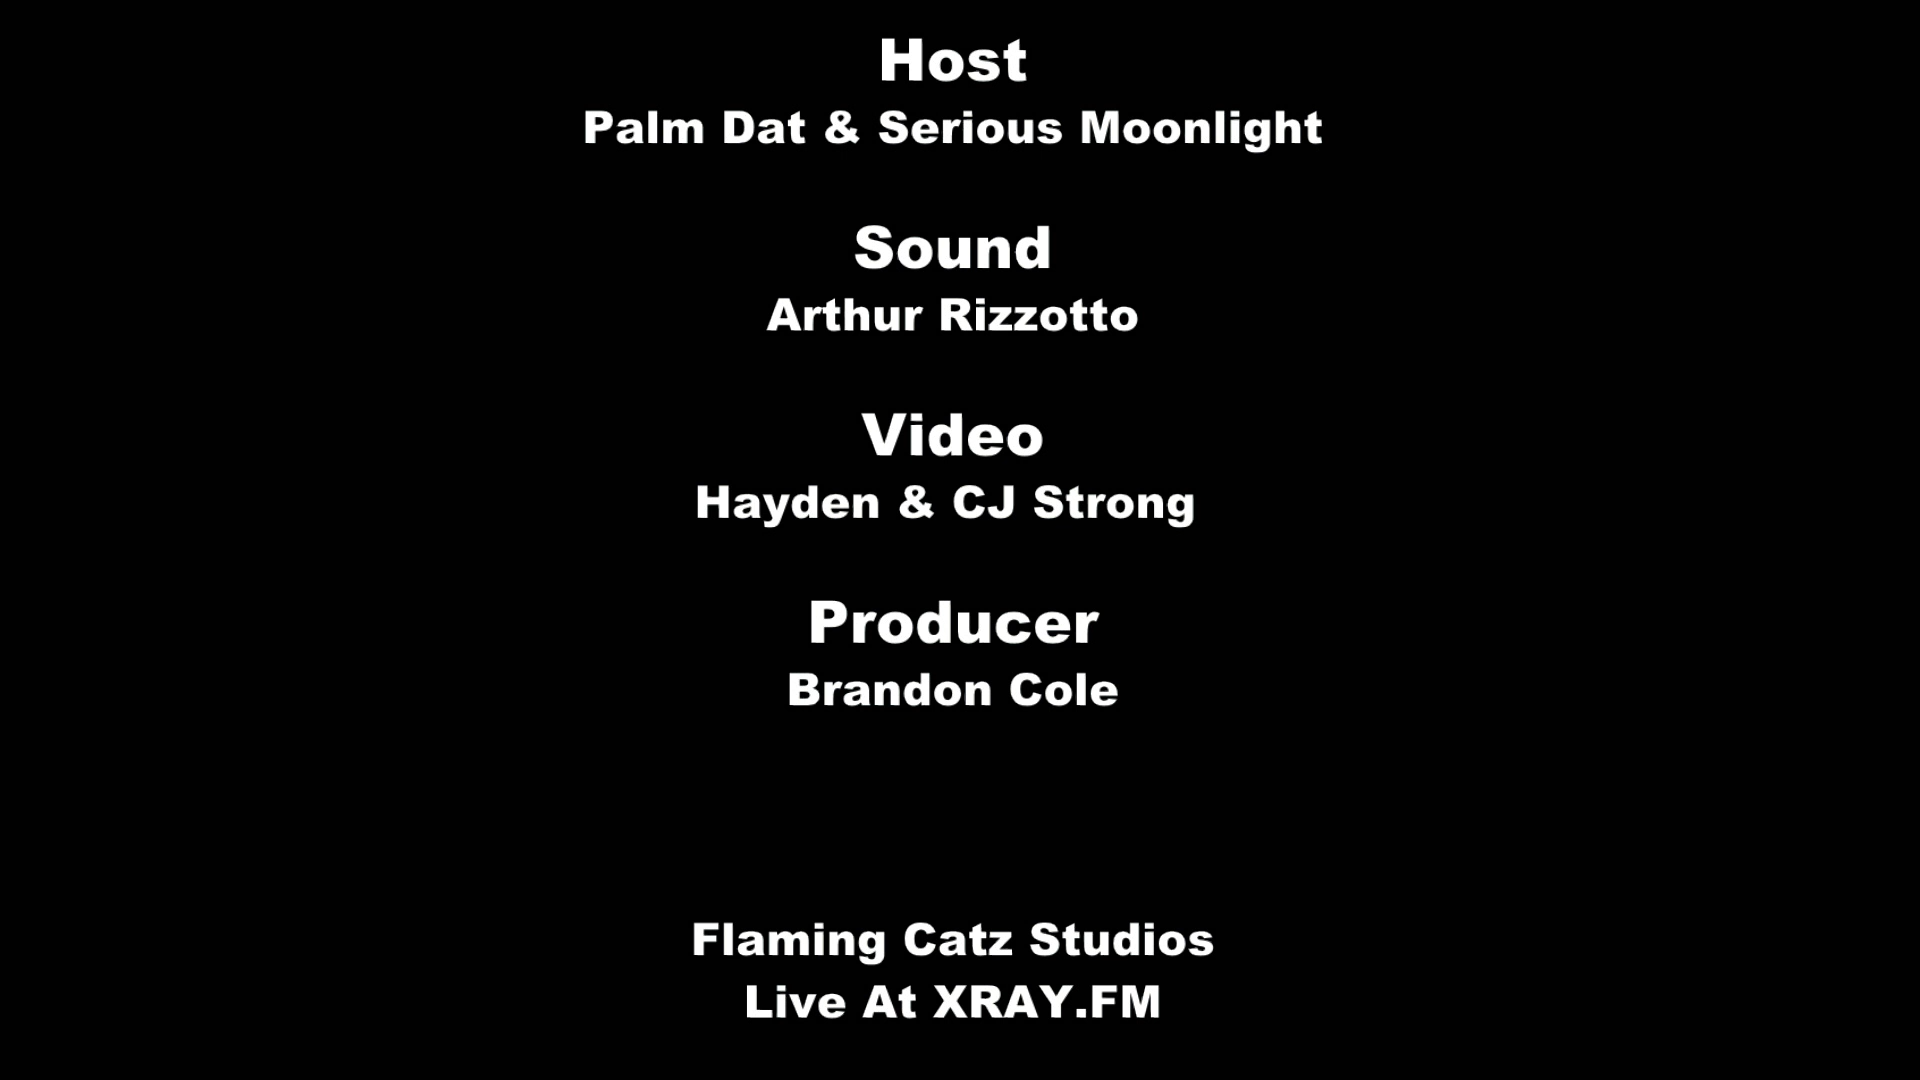 Host
Palm Dat & Serious Moonlight
Sound
Arthur Rizzotto
Video
Hayden & CJ Strong
Producer
Brandon Cole
Flaming Catz Studios
Live At XRAY.FM